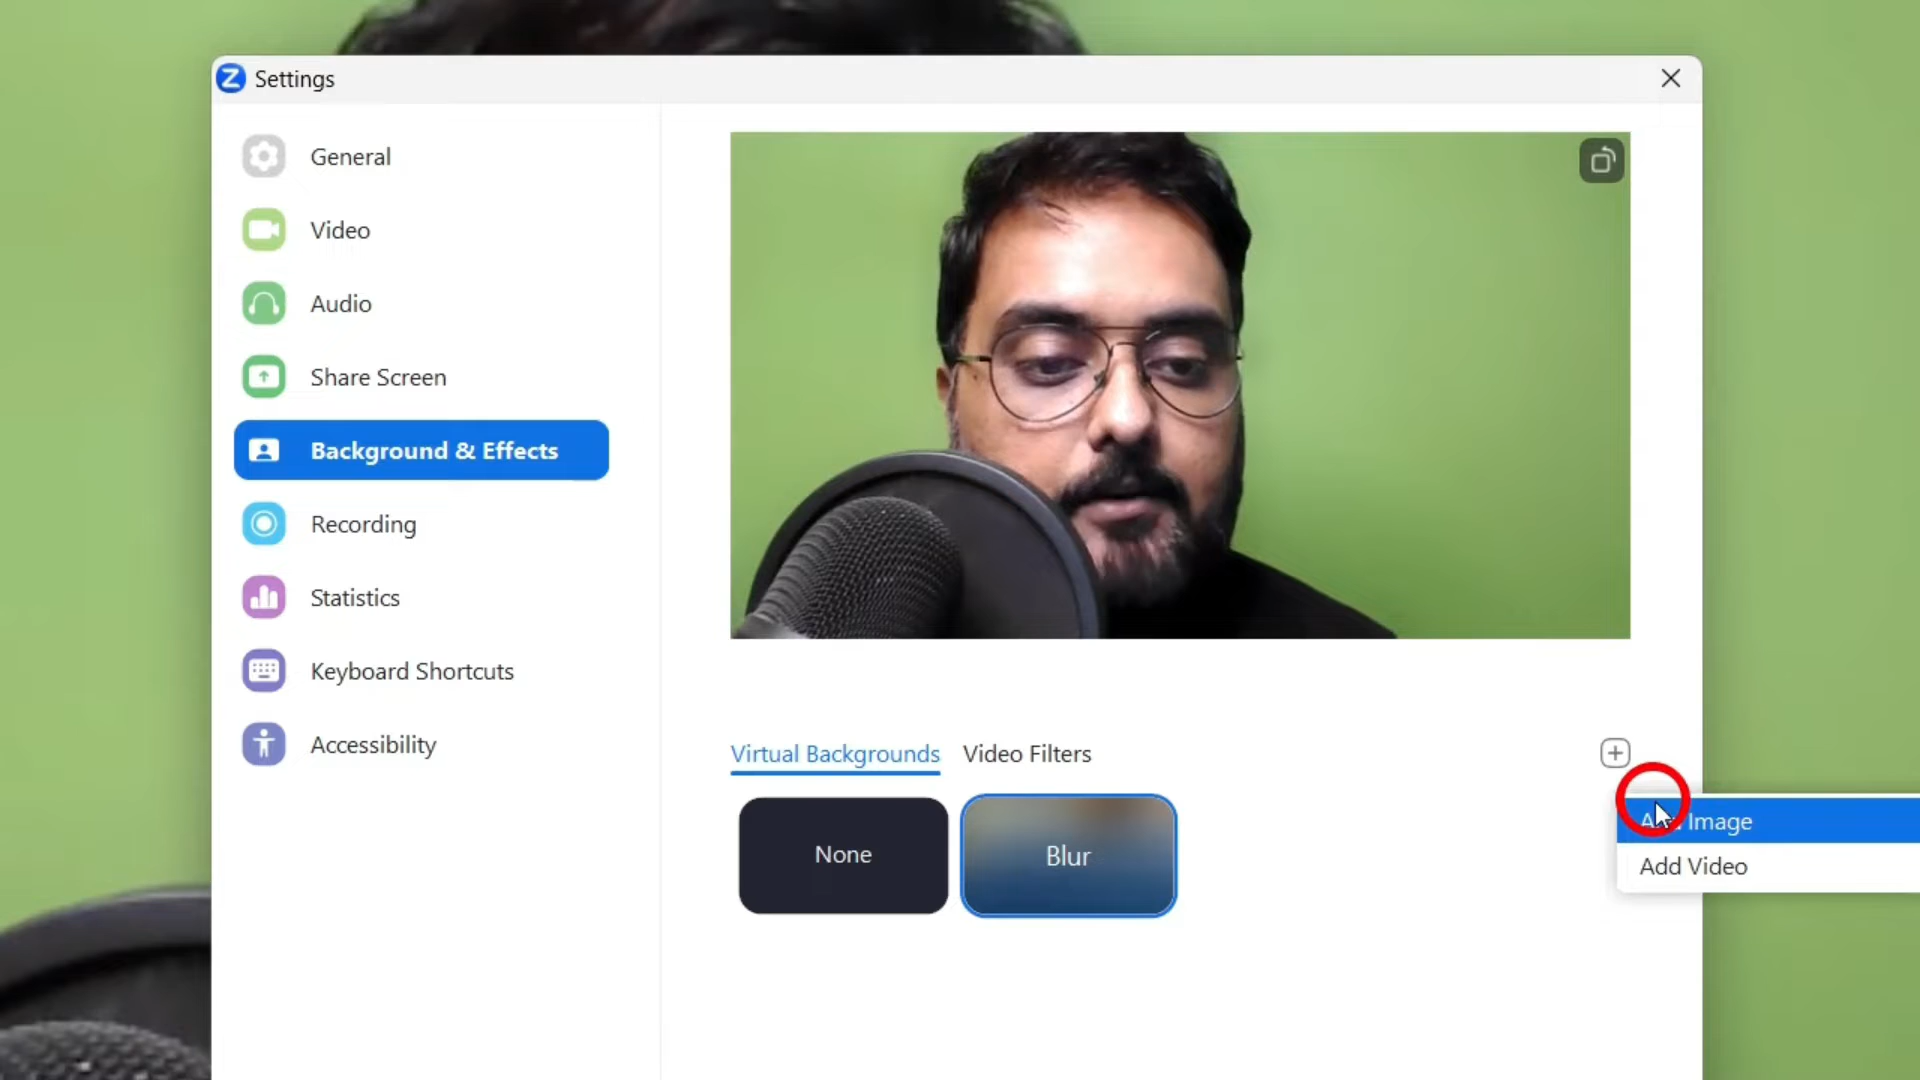 Settings
General
Video
Audio
Share Screen
Background & Effects
Recording
Statistics
Keyboard Shortcuts
Accessibility
Virtual Backgrounds Video Filters
None
Blur
Image
Add Video